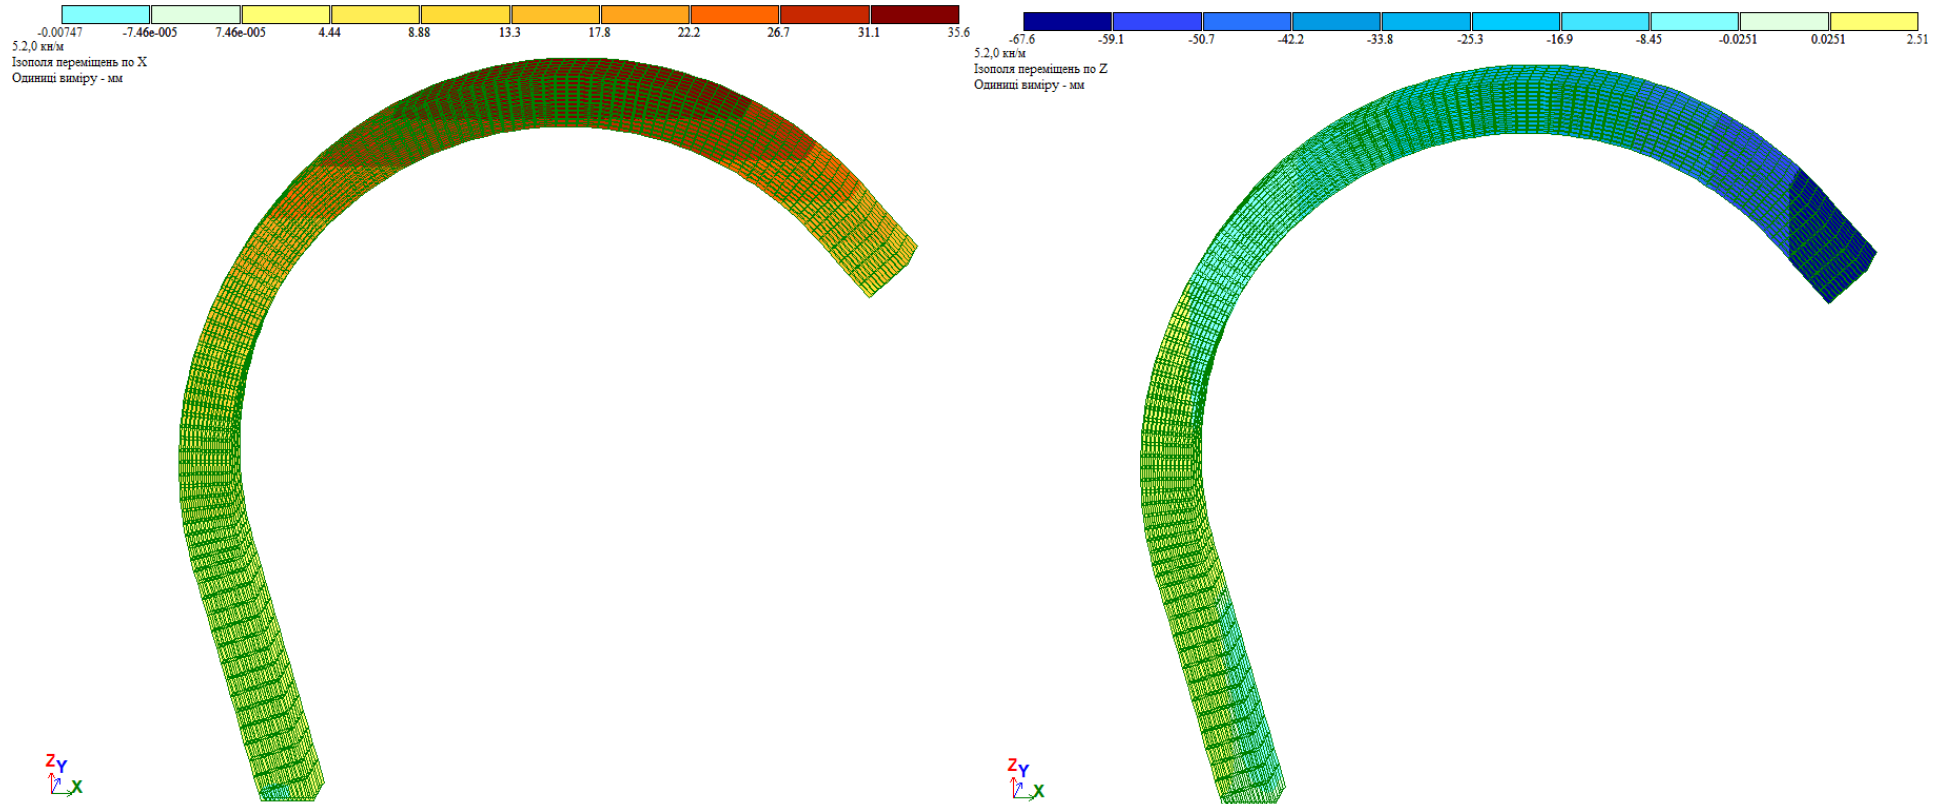 -0.00747 -7.46e-005 7.46e-005 4.44 8.88 13.3 17.8 22.2 26.7 31.1 35.6
5.2,0 кн/м
Ізополя переміщень по X
Одиниці виміру - мм
Z
Y
X
-67.6 -59.1 -50.7 -42.2 -33.8 -25.3 -16.9 -8.45 -0.0251 0.0251 2.51
5.2,0 кн/м
Ізополя переміщень по Z
Одиниці виміру - мм
Z
Y
X